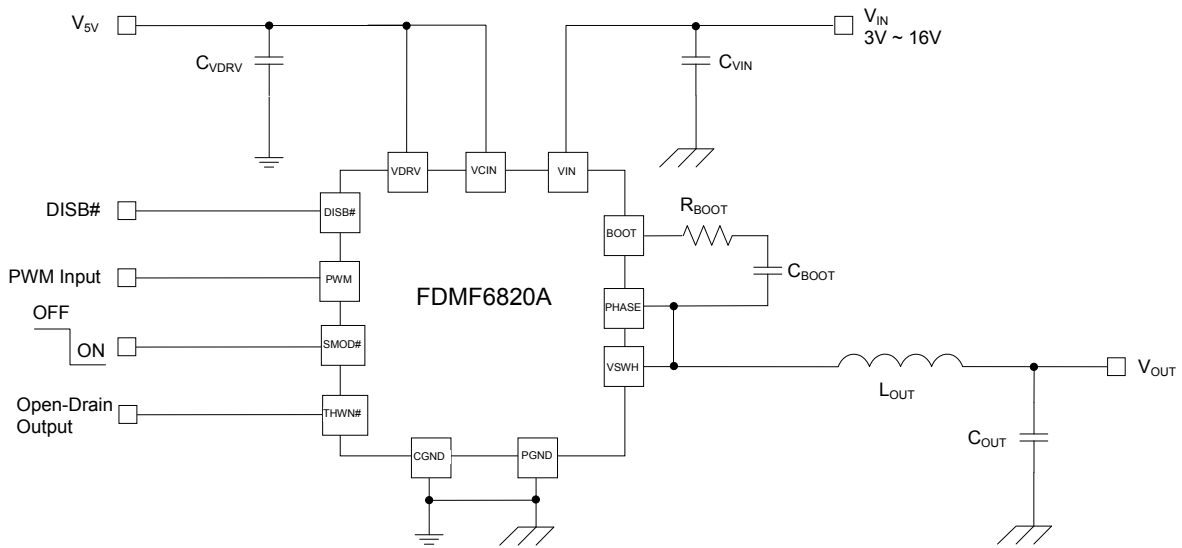 V5V
CVDRV
CVIN
VIN
3V ~ 16V
VDRV
VCIN
VIN
DISB#
DISB#
BOOT
RBOOT
CBOOT
PWM Input
PWM
FDMF6820A
PHASE
OFF
ON
SMOD#
VSWH
LOUT
VOUT
Open-Drain
Output
THWN#
CGND
PGND
COUT